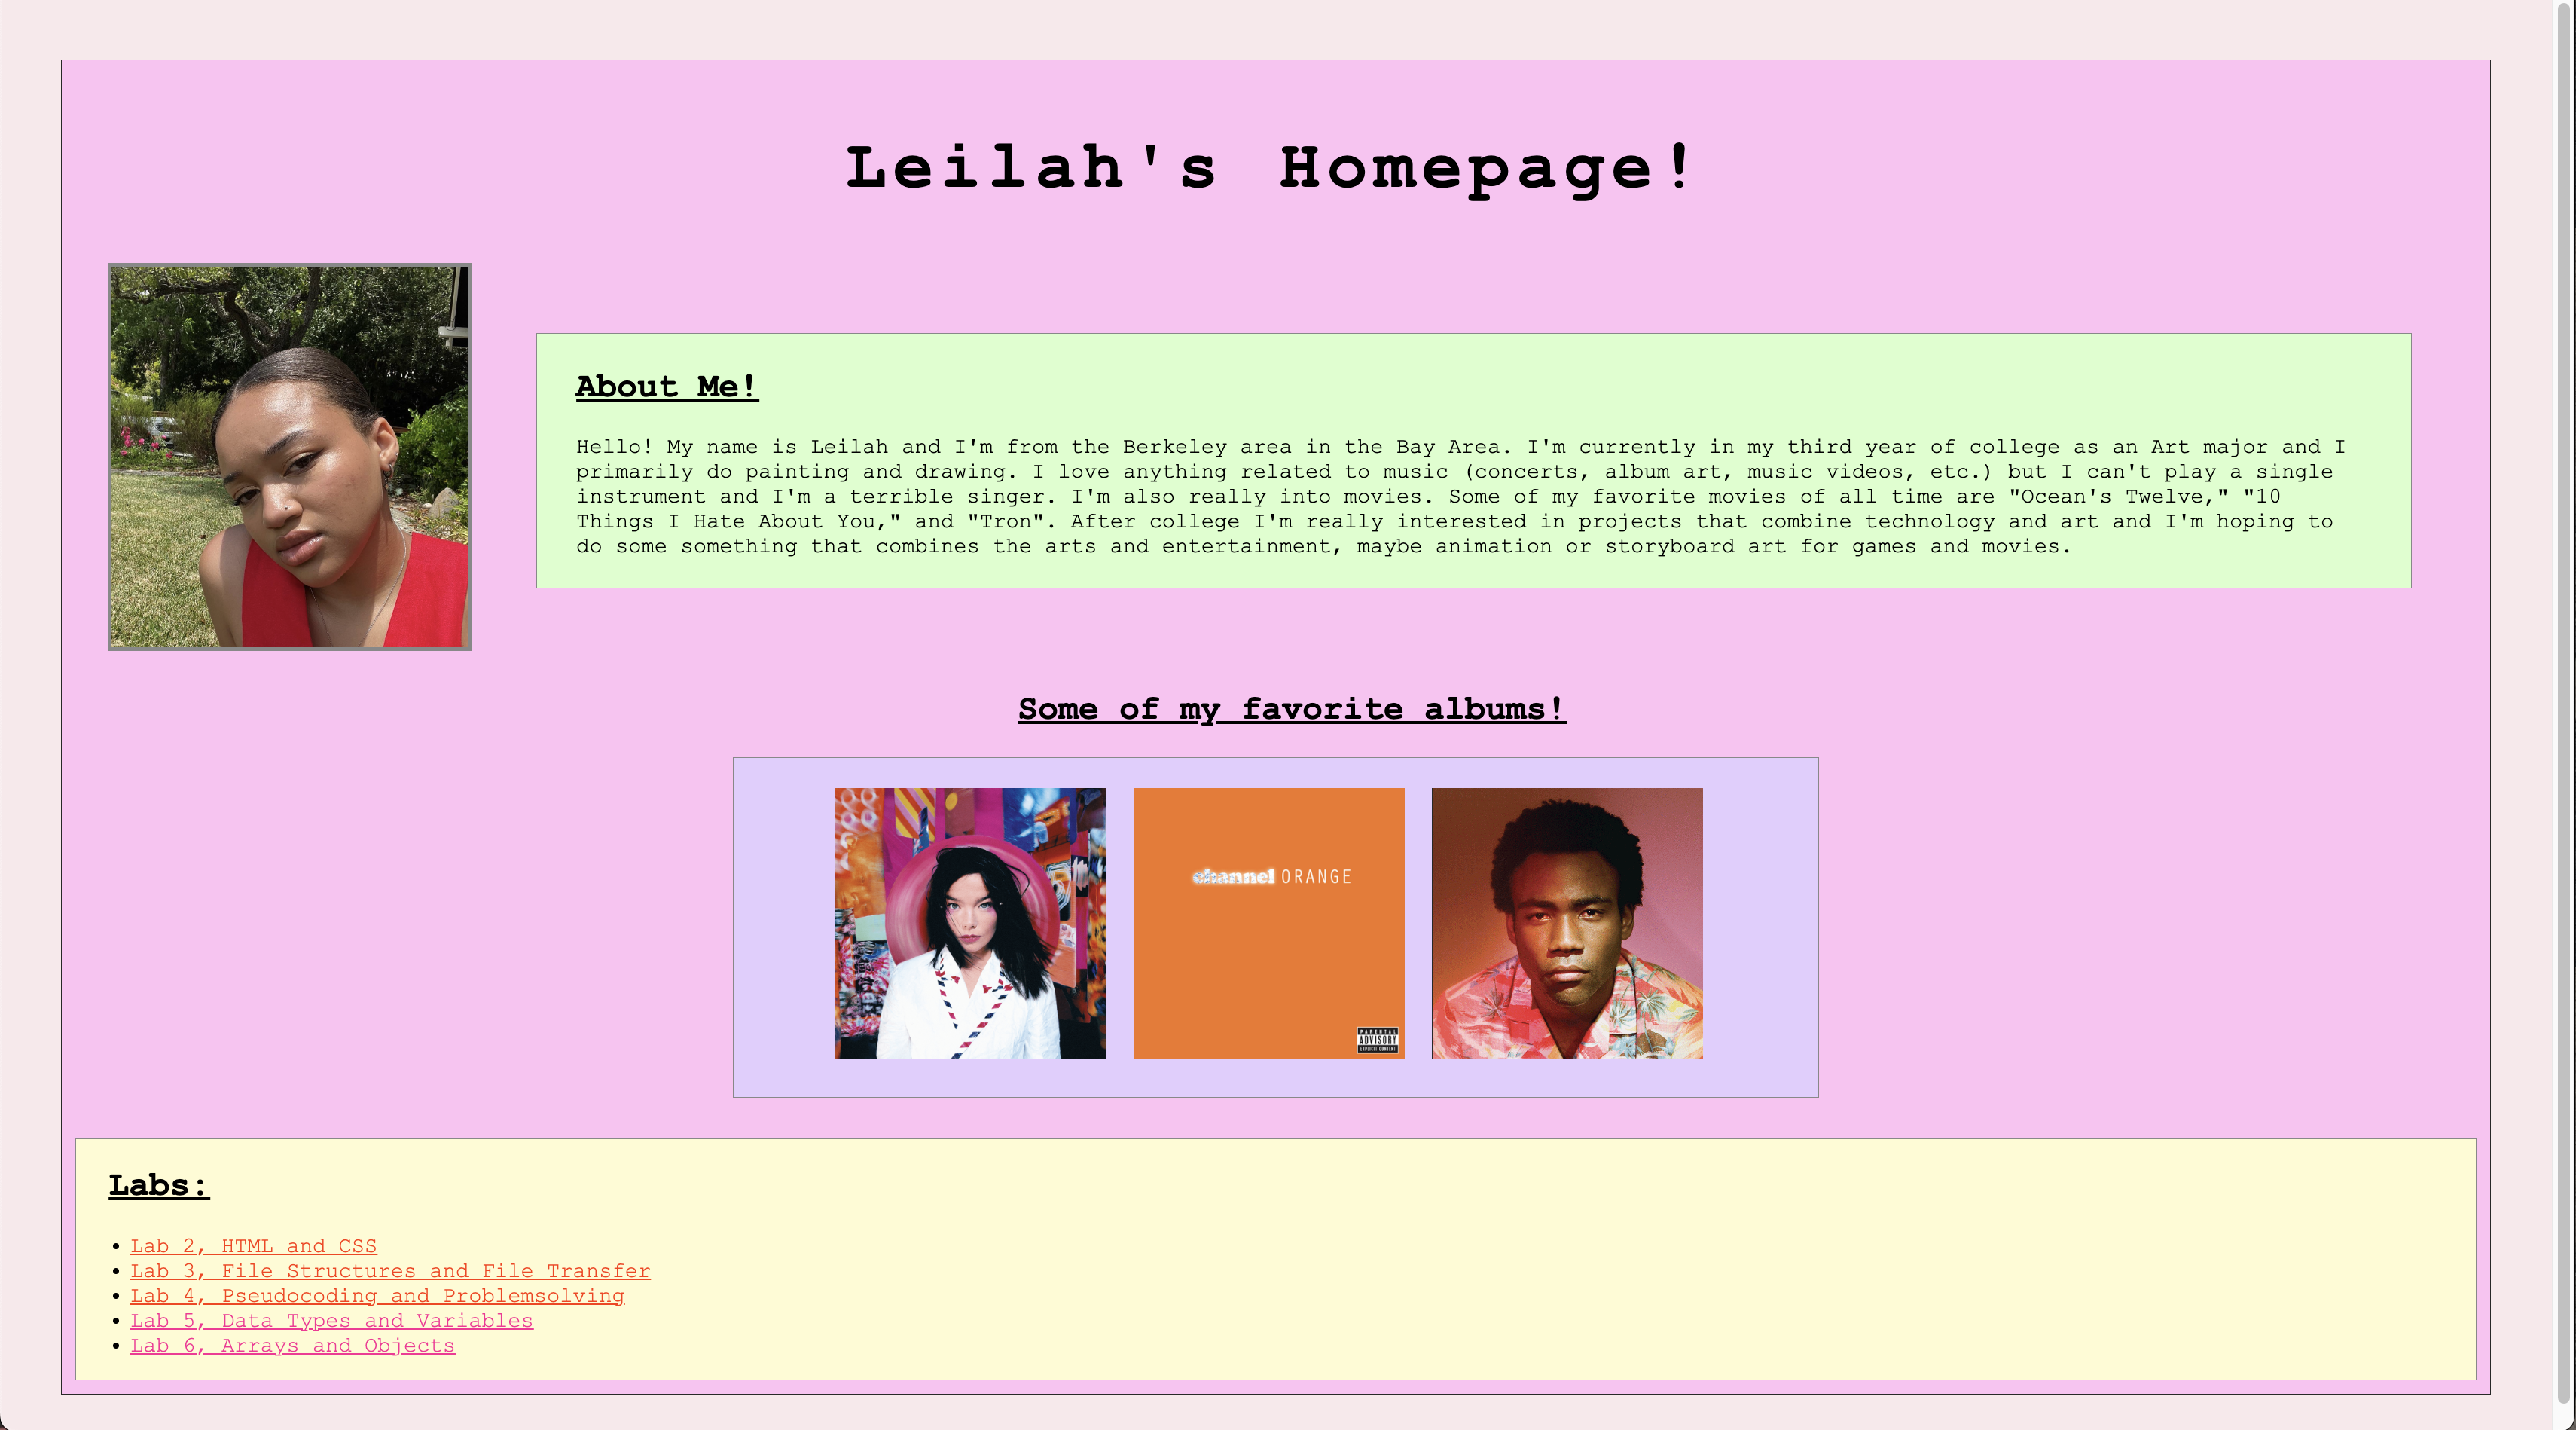 Leilah's Homepage!
About Me!
Hello! My name is Leilah and I'm from the Berkeley area in the Bay Area. I'm currently in my third year of college as an Art major and I
primarily do painting and drawing. I love anything related to music (concerts, album art, music videos, etc.) but I can't play a single
instrument and I'm a terrible singer. I'm also really into movies. Some of my favorite movies of all time are "Ocean's Twelve," "10
Things I Hate About You," and "Tron". After college I'm really interested in projects that combine technology and art and I'm hoping to
do some something that combines the arts and entertainment, maybe animation or storyboard art for games and movies.
Some of my favorite albums!
channel ORANGE
PARENTAL
ADVISORY
EXPLICIT CONTENT
Labs:
Lab 2, HTML and CSS
Lab 3, File Structures and File Transfer
Lab 4, Pseudocoding and Problemsolving
Lab 5, Data Types and Variables
Lab 6, Arrays and Objects